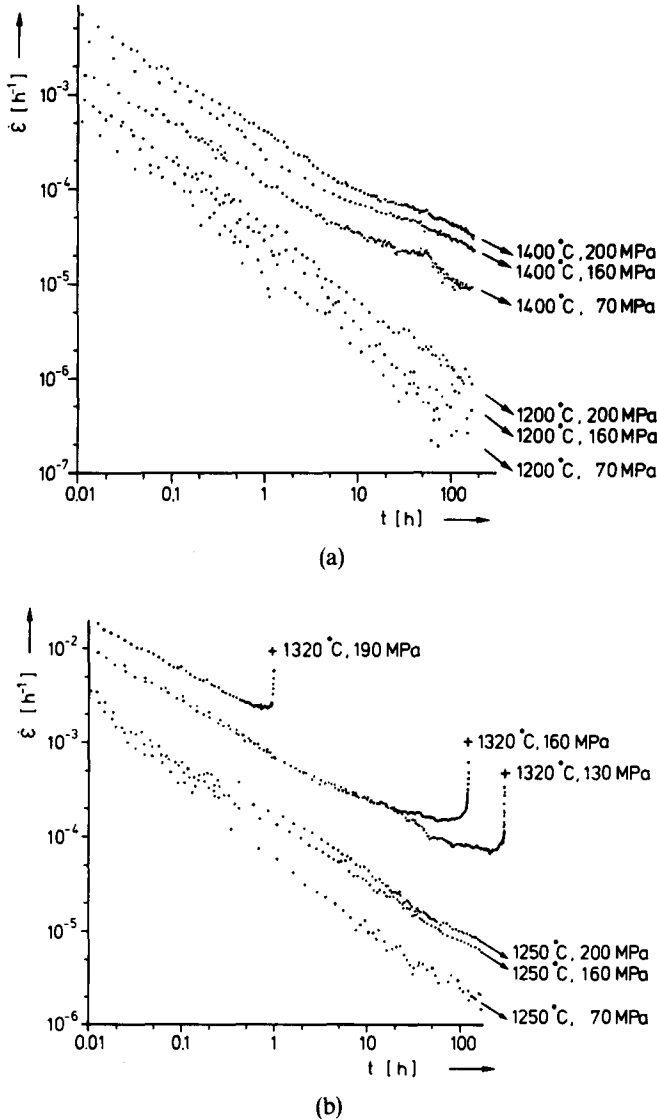 ε̇ [h⁻¹]
10⁻³
10⁻⁴
10⁻⁵
10⁻⁶
10⁻⁷
1400°C, 200 MPa
1400°C, 160 MPa
1400°C, 70 MPa
1200°C, 200 MPa
1200°C, 160 MPa
1200°C, 70 MPa
0.01 0.1 1 10 100
t [h]
(a)
ε̇ [h⁻¹]
10⁻²
10⁻³
10⁻⁴
10⁻⁵
10⁻⁶
+ 1320°C, 190 MPa
+ 1320°C, 160 MPa
+ 1320°C, 130 MPa
1250°C, 200 MPa
1250°C, 160 MPa
1250°C, 70 MPa
0.01 0.1 1 10 100
t [h]
(b)